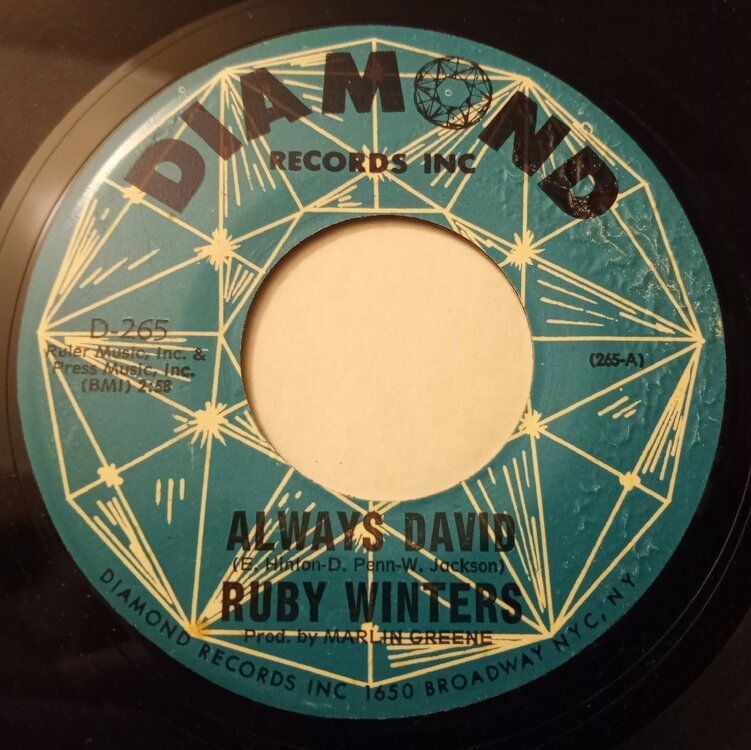 DIAMOND
RECORDS INC
D-265
Ruler Music, Inc. &
Press Music, Inc.
(BMI) 2:58
(265-A)
ALWAYS DAVID
(E. Hinton-D. Penn-W. Jackson)
RUBY WINTERS
Prod. by MARLIN GREENE
DIAMOND RECORDS INC 1650 BROADWAY NYC, NY